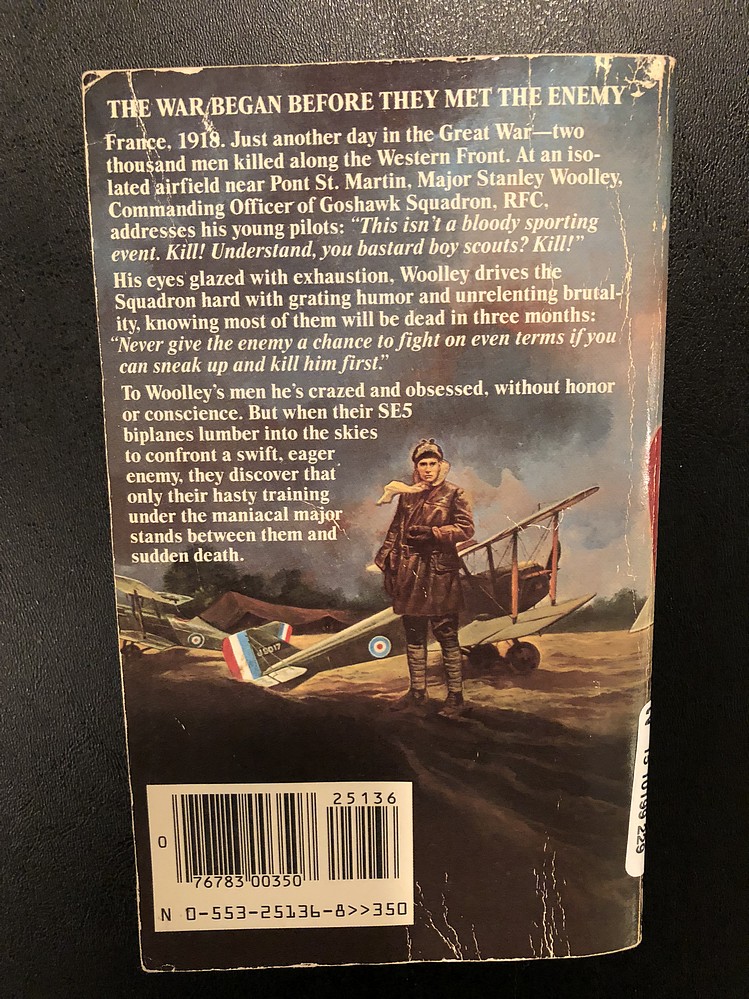 THE WAR BEGAN BEFORE THEY MET THE ENEMY
France, 1918. Just another day in the Great War—two
thousand men killed along the Western Front. At an iso-
lated airfield near Pont St. Martin, Major Stanley Woolley,
Commanding Officer of Goshawk Squadron, RFC,
addresses his young pilots: "This isn't a bloody sporting
event. Kill! Understand, you bastard boy scouts? Kill!"
His eyes glazed with exhaustion, Woolley drives the
Squadron hard with grating humor and unrelenting brutal-
ity, knowing most of them will be dead in three months:
"Never give the enemy a chance to fight on even terms if you
can sneak up and kill him first."
To Woolley's men he's crazed and obsessed, without honor
or conscience. But when their SE5
biplanes lumber into the skies
to confront a swift, eager
enemy, they discover that
only their hasty training
under the maniacal major
stands between them and
sudden death.
25136
0
76783 00350
N 0-553-25136-8>>350